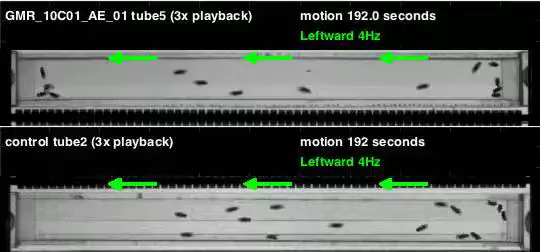 GMR_10C01_AE_01 tube5 (3x playback) motion 192.0 seconds
Leftward 4Hz
control tube2 (3x playback) motion 192 seconds
Leftward 4Hz